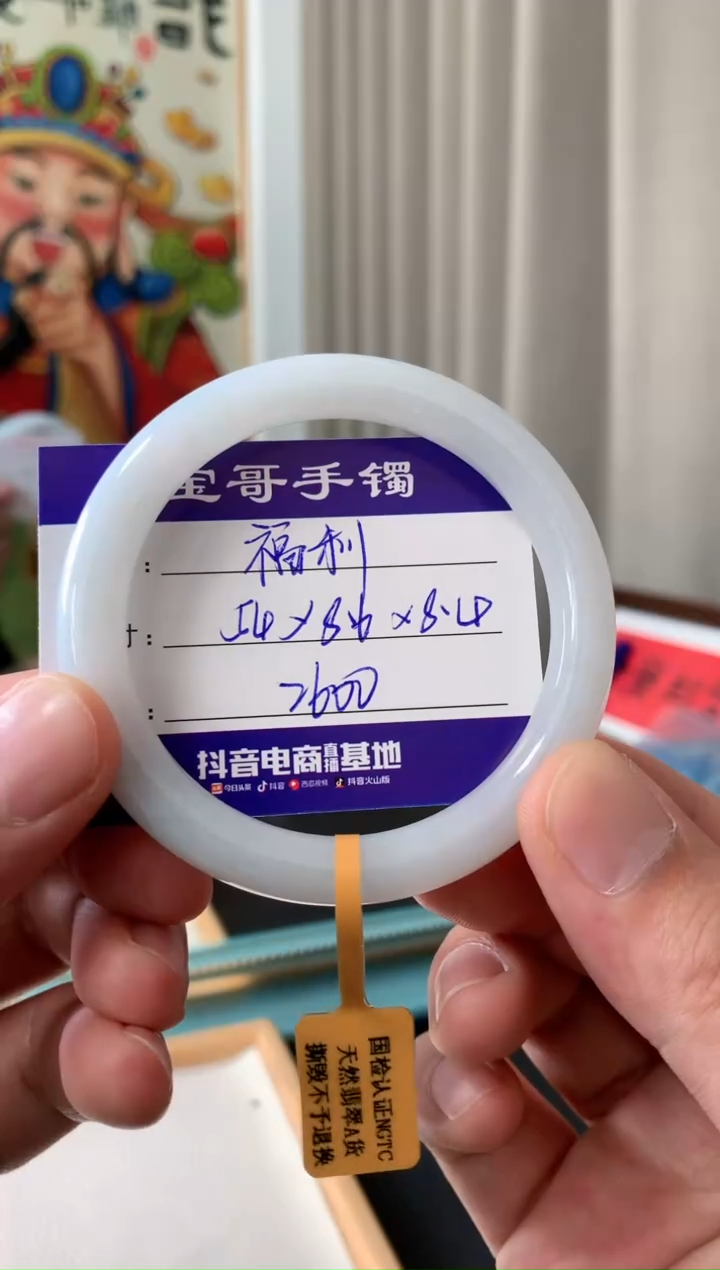 宝哥手镯
: 福利
寸: 54×8.6×8.4
: 2600
抖音电商直播基地
今日头条 抖音 西瓜视频 抖音火山版
国检认证NGTC
天然翡翠A货
撕毁不予退换